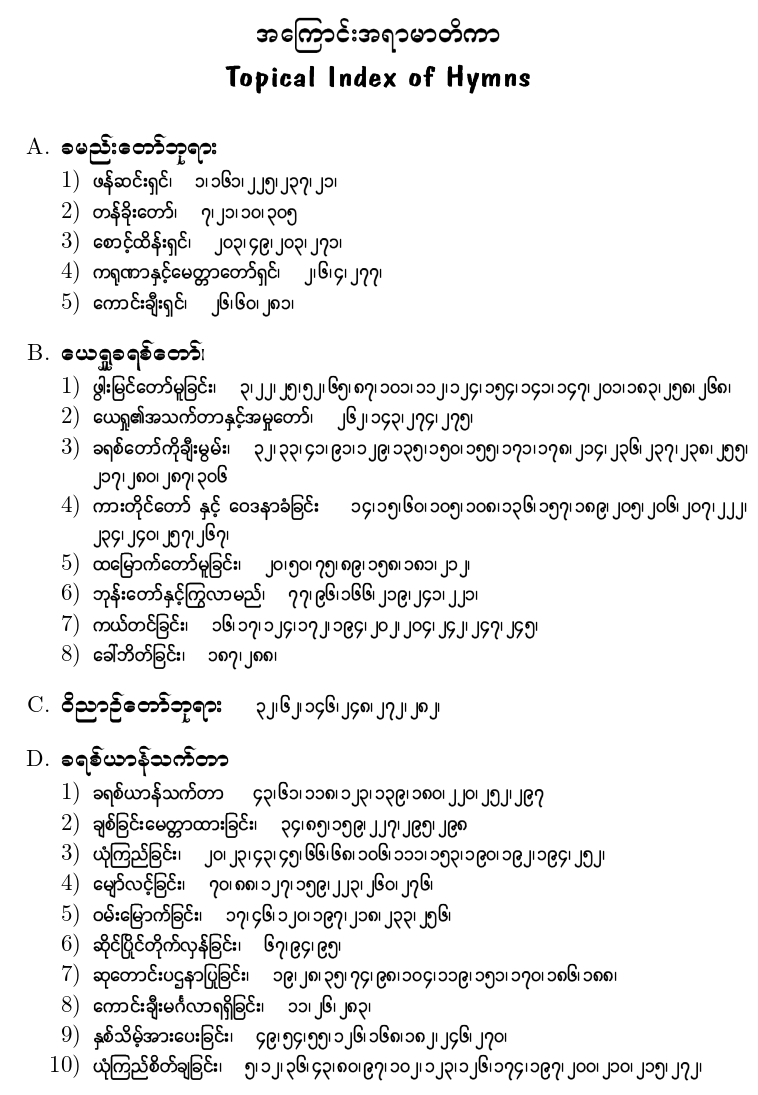 အကြောင်းအရာမာတိကာ
Topical Index of Hymns
A. ခမည်းတော်ဘုရား
1) ဖန်ဆင်းရှင်၊ ၁၊ ၁၆၁၊ ၂၂၅၊ ၂၃၇၊ ၂၁၊
2) တန်ခိုးတော်၊ ၇၊ ၂၁၊ ၁၀၊ ၃၀၅
3) စောင့်ထိန်းရှင်၊ ၂၀၃၊ ၄၉၊ ၂၀၃၊ ၂၇၁၊
4) ကရုဏာနှင့်မေတ္တာတော်ရှင်၊ ၂၊ ၆၊ ၄၊ ၂၇၇၊
5) ကောင်းချီးရှင်၊ ၂၆၊ ၆၀၊ ၂၈၁၊
B. ယေရှုခရစ်တော်၊
1) ဖွါးမြင်တော်မူခြင်း၊ ၃၊ ၂၂၊ ၂၅၊ ၅၂၊ ၆၅၊ ၈၇၊ ၁၀၁၊ ၁၁၂၊ ၁၂၄၊ ၁၅၄၊ ၁၄၁၊ ၁၄၇၊ ၂၀၁၊ ၁၈၃၊ ၂၅၈၊ ၂၆၈၊
2) ယေရှု၏အသက်တာနှင့်အမှုတော်၊ ၂၆၂၊ ၁၄၃၊ ၂၇၄၊ ၂၇၅၊
3) ခရစ်တော်ကိုချီးမွမ်း၊ ၃၂၊ ၃၃၊ ၄၁၊ ၉၁၊ ၁၂၉၊ ၁၃၅၊ ၁၅၀၊ ၁၅၅၊ ၁၇၁၊ ၁၇၈၊ ၂၁၄၊ ၂၃၆၊ ၂၃၇၊ ၂၃၈၊ ၂၅၅၊
၂၁၇၊ ၂၈၀၊ ၂၈၇၊ ၃၀၆
4) ကားတိုင်တော် နှင့် ဝေဒနာခံခြင်း ၁၄၊ ၁၅၊ ၆၀၊ ၁၀၅၊ ၁၀၈၊ ၁၃၆၊ ၁၅၇၊ ၁၈၉၊ ၂၀၅၊ ၂၀၆၊ ၂၀၇၊ ၂၂၂၊
၂၃၄၊ ၂၄၀၊ ၂၅၇၊ ၂၆၇၊
5) ထမြောက်တော်မူခြင်း၊ ၂၀၊ ၅၀၊ ၇၅၊ ၈၉၊ ၁၅၈၊ ၁၈၁၊ ၂၁၂၊
6) ဘုန်းတော်နှင့်ကြွလာမည်၊ ၇၇၊ ၉၆၊ ၁၆၆၊ ၂၁၉၊ ၂၄၁၊ ၂၂၁၊
7) ကယ်တင်ခြင်း၊ ၁၆၊ ၁၇၊ ၁၂၄၊ ၁၇၂၊ ၁၉၄၊ ၂၀၂၊ ၂၀၄၊ ၂၄၂၊ ၂၄၇၊ ၂၄၅၊
8) ခေါ်ဘိတ်ခြင်း၊ ၁၈၇၊ ၂၈၈၊
C. ဝိညာဉ်တော်ဘုရား ၃၂၊ ၆၂၊ ၁၄၆၊ ၂၄၈၊ ၂၇၂၊ ၂၈၂၊
D. ခရစ်ယာန်သက်တာ
1) ခရစ်ယာန်သက်တာ ၄၃၊ ၆၁၊ ၁၁၈၊ ၁၂၃၊ ၁၃၉၊ ၁၈၀၊ ၂၂၀၊ ၂၅၂၊ ၂၉၇
2) ချစ်ခြင်းမေတ္တာထားခြင်း၊ ၃၄၊ ၈၅၊ ၁၅၉၊ ၂၂၇၊ ၂၉၅၊ ၂၉၈
3) ယုံကြည်ခြင်း၊ ၂၀၊ ၂၃၊ ၄၃၊ ၄၅၊ ၆၆၊ ၆၈၊ ၁၀၆၊ ၁၁၁၊ ၁၅၃၊ ၁၉၀၊ ၁၉၂၊ ၁၉၄၊ ၂၅၂၊
4) မျော်လင့်ခြင်း၊ ၇၀၊ ၈၈၊ ၁၂၇၊ ၁၅၉၊ ၂၂၃၊ ၂၆၀၊ ၂၇၆၊
5) ဝမ်းမြောက်ခြင်း၊ ၁၇၊ ၄၆၊ ၁၂၀၊ ၁၉၇၊ ၂၁၈၊ ၂၃၃၊ ၂၅၆၊
6) ဆိုင်ပြိုင်တိုက်လှန်ခြင်း၊ ၆၇၊ ၉၄၊ ၉၅၊
7) ဆုတောင်းပဌနာပြုခြင်း၊ ၁၉၊ ၂၈၊ ၃၅၊ ၇၄၊ ၉၈၊ ၁၀၄၊ ၁၁၉၊ ၁၅၁၊ ၁၇၀၊ ၁၈၆၊ ၁၈၈၊
8) ကောင်းချီးမင်္ဂလာရရှိခြင်း၊ ၁၁၊ ၂၆၊ ၂၈၃၊
9) နှစ်သိမ့်အားပေးခြင်း၊ ၄၉၊ ၅၄၊ ၅၅၊ ၁၂၆၊ ၁၆၈၊ ၁၈၂၊ ၂၄၆၊ ၂၇၀၊
10) ယုံကြည်စိတ်ချခြင်း၊ ၅၊ ၁၂၊ ၃၆၊ ၄၃၊ ၈၀၊ ၉၇၊ ၁၀၂၊ ၁၂၃၊ ၁၂၆၊ ၁၇၄၊ ၁၉၇၊ ၂၀၀၊ ၂၁၀၊ ၂၁၅၊ ၂၇၂၊